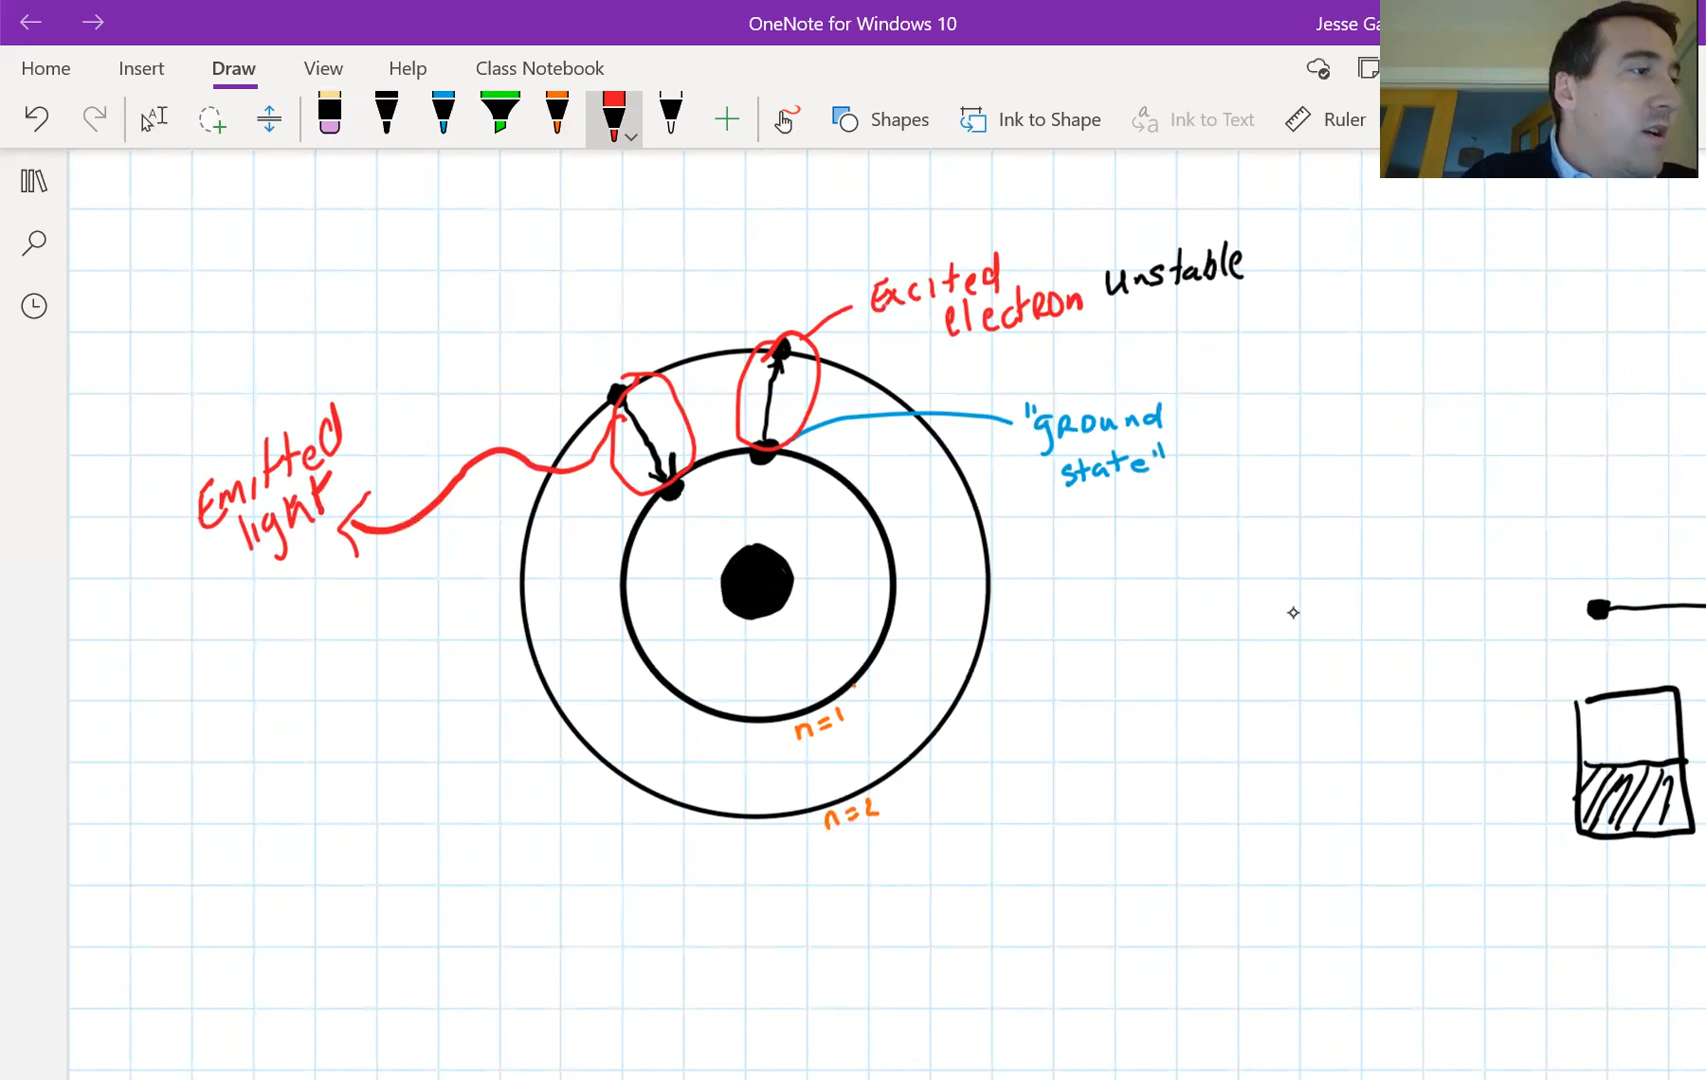 OneNote for Windows 10
Jesse Ga
Home Insert Draw View Help Class Notebook
Shapes Ink to Shape Ink to Text Ruler
Excited
electron
unstable
"ground
state"
Emitted
light
n=1
n=2